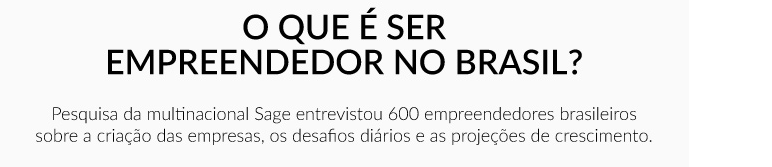 O QUE É SER
EMPREENDEDOR NO BRASIL?
Pesquisa da multinacional Sage entrevistou 600 empreendedores brasileiros
sobre a criação das empresas, os desafios diários e as projeções de crescimento.